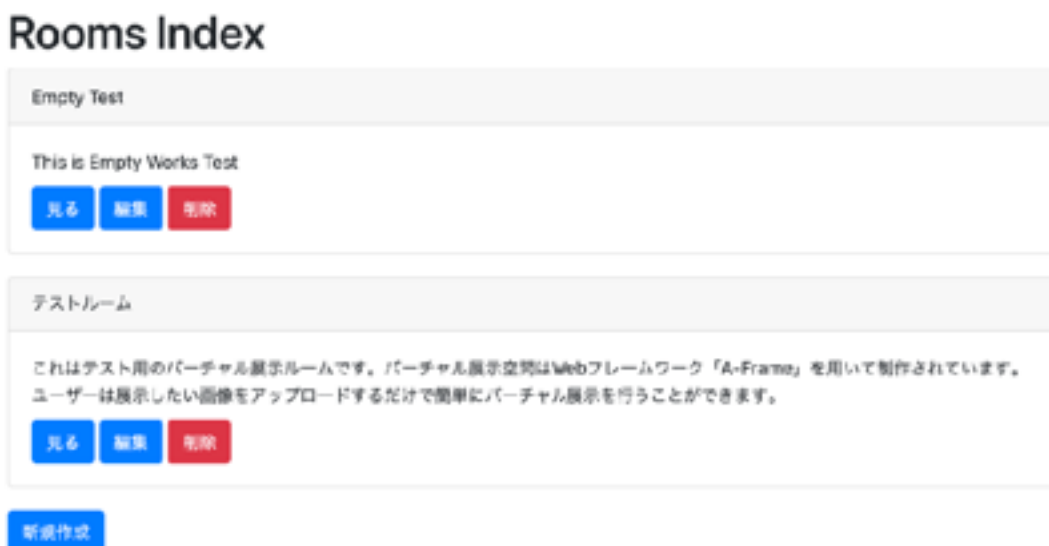 Rooms Index
Empty Test
This is Empty Works Test
見る 編集 削除
テストルーム
これはテスト用のバーチャル展示ルームです。バーチャル展示空間はWebフレームワーク「A-Frame」を用いて制作されています。
ユーザーは展示したい画像をアップロードするだけで簡単にバーチャル展示を行うことができます。
見る 編集 削除
新規作成